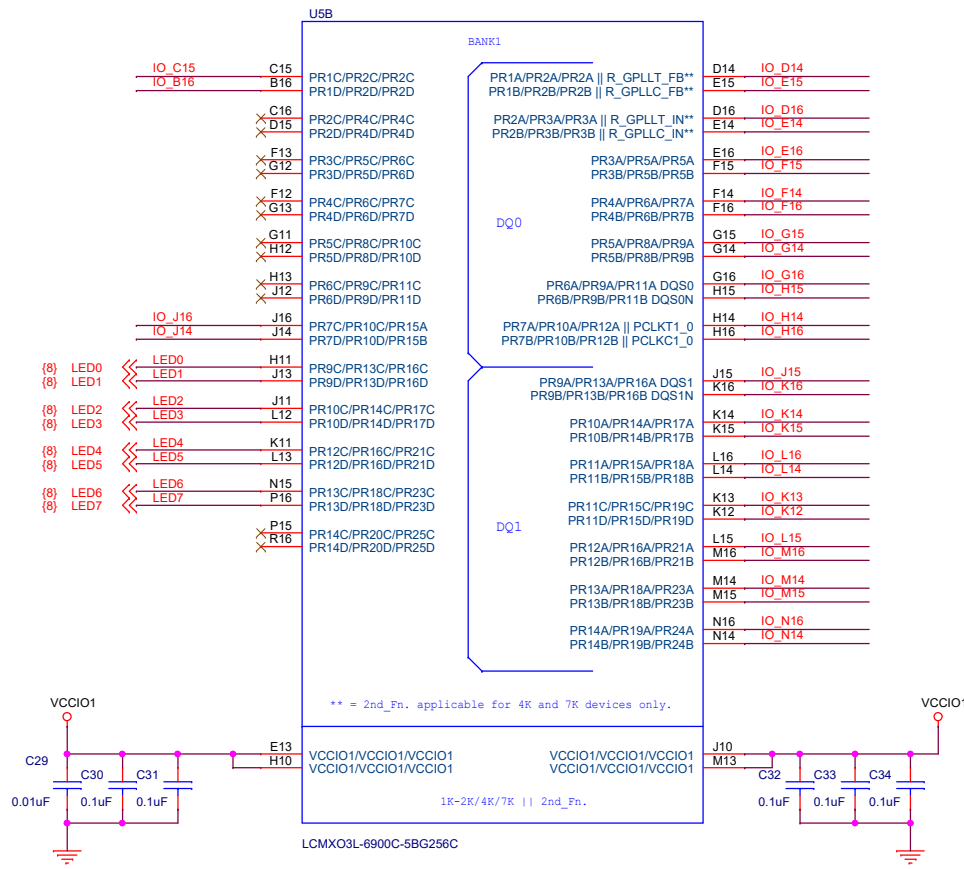 U5B
BANK1
IO_C15 C15 PR1C/PR2C/PR2C PR1A/PR2A/PR2A || R_GPLLT_FB** D14 IO_D14
IO_B16 B16 PR1D/PR2D/PR2D PR1B/PR2B/PR2B || R_GPLLC_FB** E15 IO_E15
C16 PR2C/PR4C/PR4C PR2A/PR3A/PR3A || R_GPLLT_IN** D16 IO_D16
D15 PR2D/PR4D/PR4D PR2B/PR3B/PR3B || R_GPLLC_IN** E14 IO_E14
F13 PR3C/PR5C/PR6C PR3A/PR5A/PR5A E16 IO_E16
G12 PR3D/PR5D/PR6D PR3B/PR5B/PR5B F15 IO_F15
F12 PR4C/PR6C/PR7C PR4A/PR6A/PR7A F14 IO_F14
G13 PR4D/PR6D/PR7D PR4B/PR6B/PR7B F16 IO_F16
DQ0
G11 PR5C/PR8C/PR10C PR5A/PR8A/PR9A G15 IO_G15
H12 PR5D/PR8D/PR10D PR5B/PR8B/PR9B G14 IO_G14
H13 PR6C/PR9C/PR11C PR6A/PR9A/PR11A DQS0 G16 IO_G16
J12 PR6D/PR9D/PR11D PR6B/PR9B/PR11B DQS0N H15 IO_H15
IO_J16 J16 PR7C/PR10C/PR15A PR7A/PR10A/PR12A || PCLKT1_0 H14 IO_H14
IO_J14 J14 PR7D/PR10D/PR15B PR7B/PR10B/PR12B || PCLKC1_0 H16 IO_H16
{8} LED0 LED0 H11 PR9C/PR13C/PR16C
{8} LED1 LED1 J13 PR9D/PR13D/PR16D PR9A/PR13A/PR16A DQS1 J15 IO_J15
PR9B/PR13B/PR16B DQS1N K16 IO_K16
{8} LED2 LED2 J11 PR10C/PR14C/PR17C
{8} LED3 LED3 L12 PR10D/PR14D/PR17D PR10A/PR14A/PR17A K14 IO_K14
PR10B/PR14B/PR17B K15 IO_K15
{8} LED4 LED4 K11 PR12C/PR16C/PR21C
{8} LED5 LED5 L13 PR12D/PR16D/PR21D PR11A/PR15A/PR18A L16 IO_L16
PR11B/PR15B/PR18B L14 IO_L14
{8} LED6 LED6 N15 PR13C/PR18C/PR23C
{8} LED7 LED7 P16 PR13D/PR18D/PR23D PR11C/PR15C/PR19C K13 IO_K13
PR11D/PR15D/PR19D K12 IO_K12
DQ1
P15 PR14C/PR20C/PR25C
R16 PR14D/PR20D/PR25D PR12A/PR16A/PR21A L15 IO_L15
PR12B/PR16B/PR21B M16 IO_M16
PR13A/PR18A/PR23A M14 IO_M14
PR13B/PR18B/PR23B M15 IO_M15
PR14A/PR19A/PR24A N16 IO_N16
PR14B/PR19B/PR24B N14 IO_N14
** = 2nd_Fn. applicable for 4K and 7K devices only.
VCCIO1 VCCIO1
E13 VCCIO1/VCCIO1/VCCIO1 VCCIO1/VCCIO1/VCCIO1 J10
H10 VCCIO1/VCCIO1/VCCIO1 VCCIO1/VCCIO1/VCCIO1 M13
C29 C30 C31 C32 C33 C34
0.01uF 0.1uF 0.1uF 0.1uF 0.1uF 0.1uF
1K-2K/4K/7K || 2nd_Fn.
LCMXO3L-6900C-5BG256C